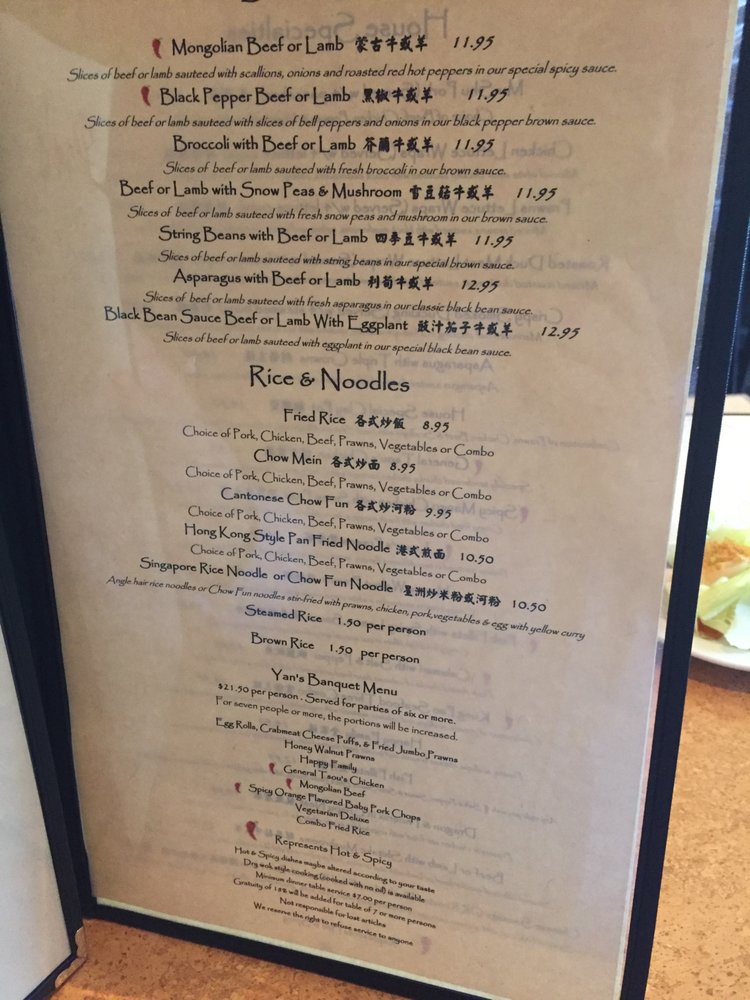 Mongolian Beef or Lamb 蒙古牛或羊 11.95
Slices of beef or lamb sauteed with scallions, onions and roasted red hot peppers in our special spicy sauce.
Black Pepper Beef or Lamb 黑椒牛或羊 11.95
Slices of beef or lamb sauteed with slices of bell peppers and onions in our black pepper brown sauce.
Broccoli with Beef or Lamb 芥蘭牛或羊 11.95
Slices of beef or lamb sauteed with fresh broccoli in our brown sauce.
Beef or Lamb with Snow Peas & Mushroom 雪豆菇牛或羊 11.95
Slices of beef or lamb sauteed with fresh snow peas and mushroom in our brown sauce.
String Beans with Beef or Lamb 四季豆牛或羊 11.95
Slices of beef or lamb sauteed with string beans in our special brown sauce.
Asparagus with Beef or Lamb 利筍牛或羊 12.95
Slices of beef or lamb sauteed with fresh asparagus in our classic black bean sauce.
Black Bean Sauce Beef or Lamb With Eggplant 豉汁茄子牛或羊 12.95
Slices of beef or lamb sauteed with eggplant in our special black bean sauce.
Rice & Noodles
Fried Rice 各式炒飯 8.95
Choice of Pork, Chicken, Beef, Prawns, Vegetables or Combo
Chow Mein 各式炒面 8.95
Choice of Pork, Chicken, Beef, Prawns, Vegetables or Combo
Cantonese Chow Fun 各式炒河粉 9.95
Choice of Pork, Chicken, Beef, Prawns, Vegetables or Combo
Hong Kong Style Pan Fried Noodle 港式煎面 10.50
Choice of Pork, Chicken, Beef, Prawns, Vegetables or Combo
Singapore Rice Noodle or Chow Fun Noodle 星洲炒米粉或河粉 10.50
Angle hair rice noodles or Chow Fun noodles stir-fried with prawns, chicken, pork,vegetables & egg with yellow curry
Steamed Rice 1.50 per person
Brown Rice 1.50 per person
Yan's Banquet Menu
$21.50 per person . Served for parties of six or more.
For seven people or more, the portions will be increased.
Egg Rolls, Crabmeat Cheese Puffs, & Fried Jumbo Prawns
Honey Walnut Prawns
Happy Family
General Tsou's Chicken
Mongolian Beef
Spicy Orange Flavored Baby Pork Chops
Vegetarian Deluxe
Combo Fried Rice
Represents Hot & Spicy
Hot & Spicy dishes maybe altered according to your taste
Dry wok style cooking (cooked with no oil) is available
Minimum dinner table service $7.00 per person
Gratuity of 18% will be added for table of 7 or more persons
Not responsible for lost articles
We reserve the right to refuse service to anyone